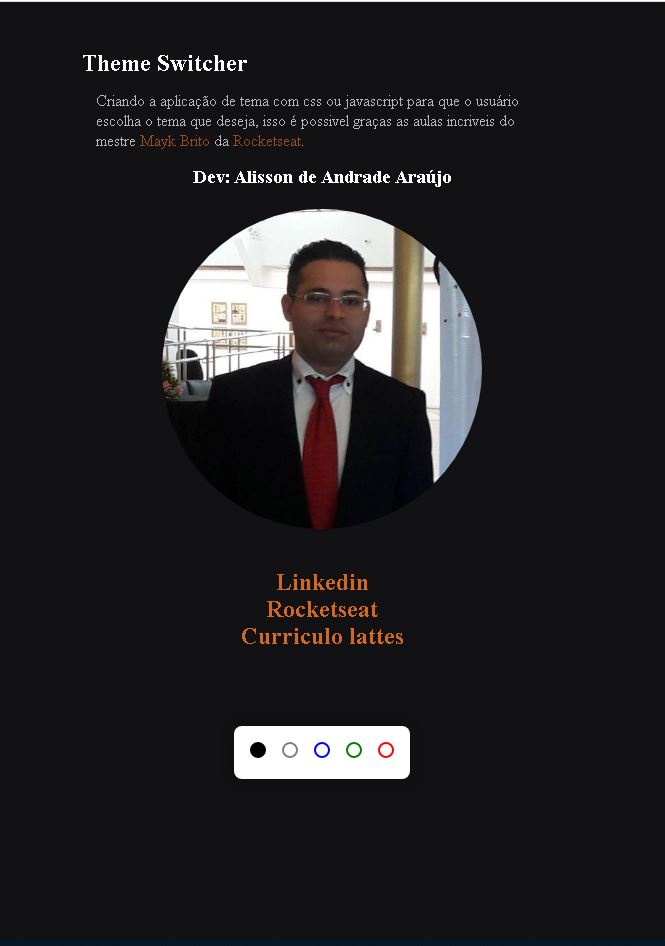 Theme Switcher
Criando a aplicação de tema com css ou javascript para que o usuário
escolha o tema que deseja, isso é possivel graças as aulas incriveis do
mestre Mayk Brito da Rocketseat.
Dev: Alisson de Andrade Araújo
Linkedin
Rocketseat
Curriculo lattes